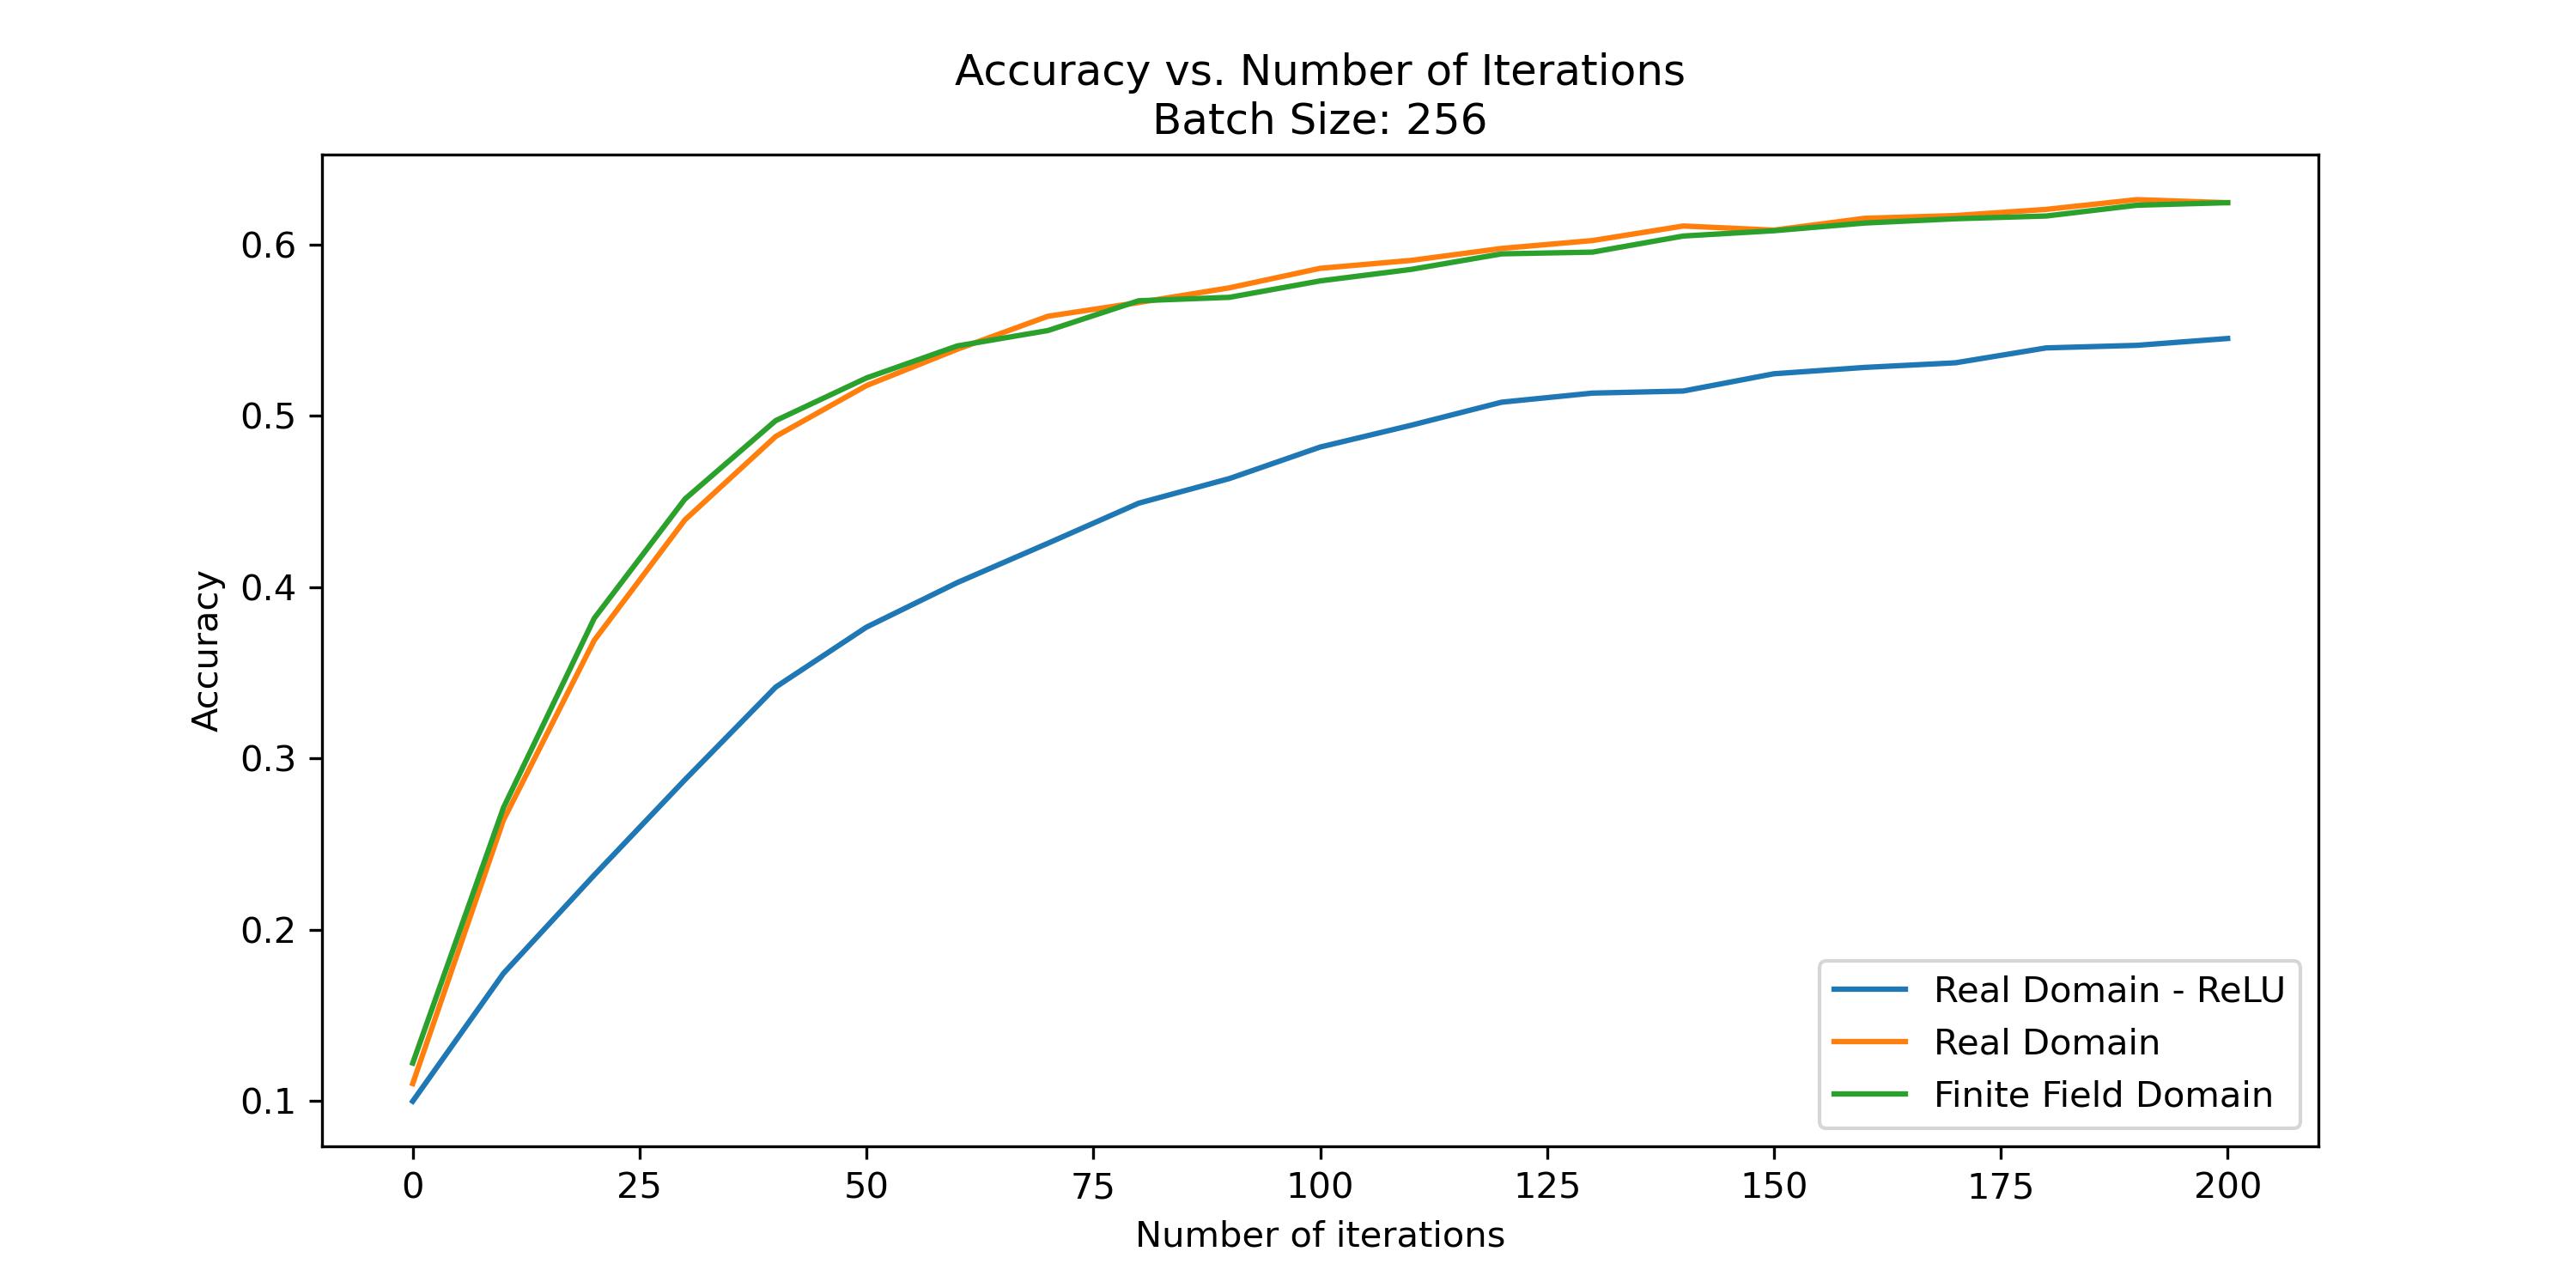 Accuracy vs. Number of Iterations
Batch Size: 256
Accuracy
0.6
0.5
0.4
0.3
0.2
0.1
Real Domain - ReLU
Real Domain
Finite Field Domain
0 25 50 75 100 125 150 175 200
Number of iterations